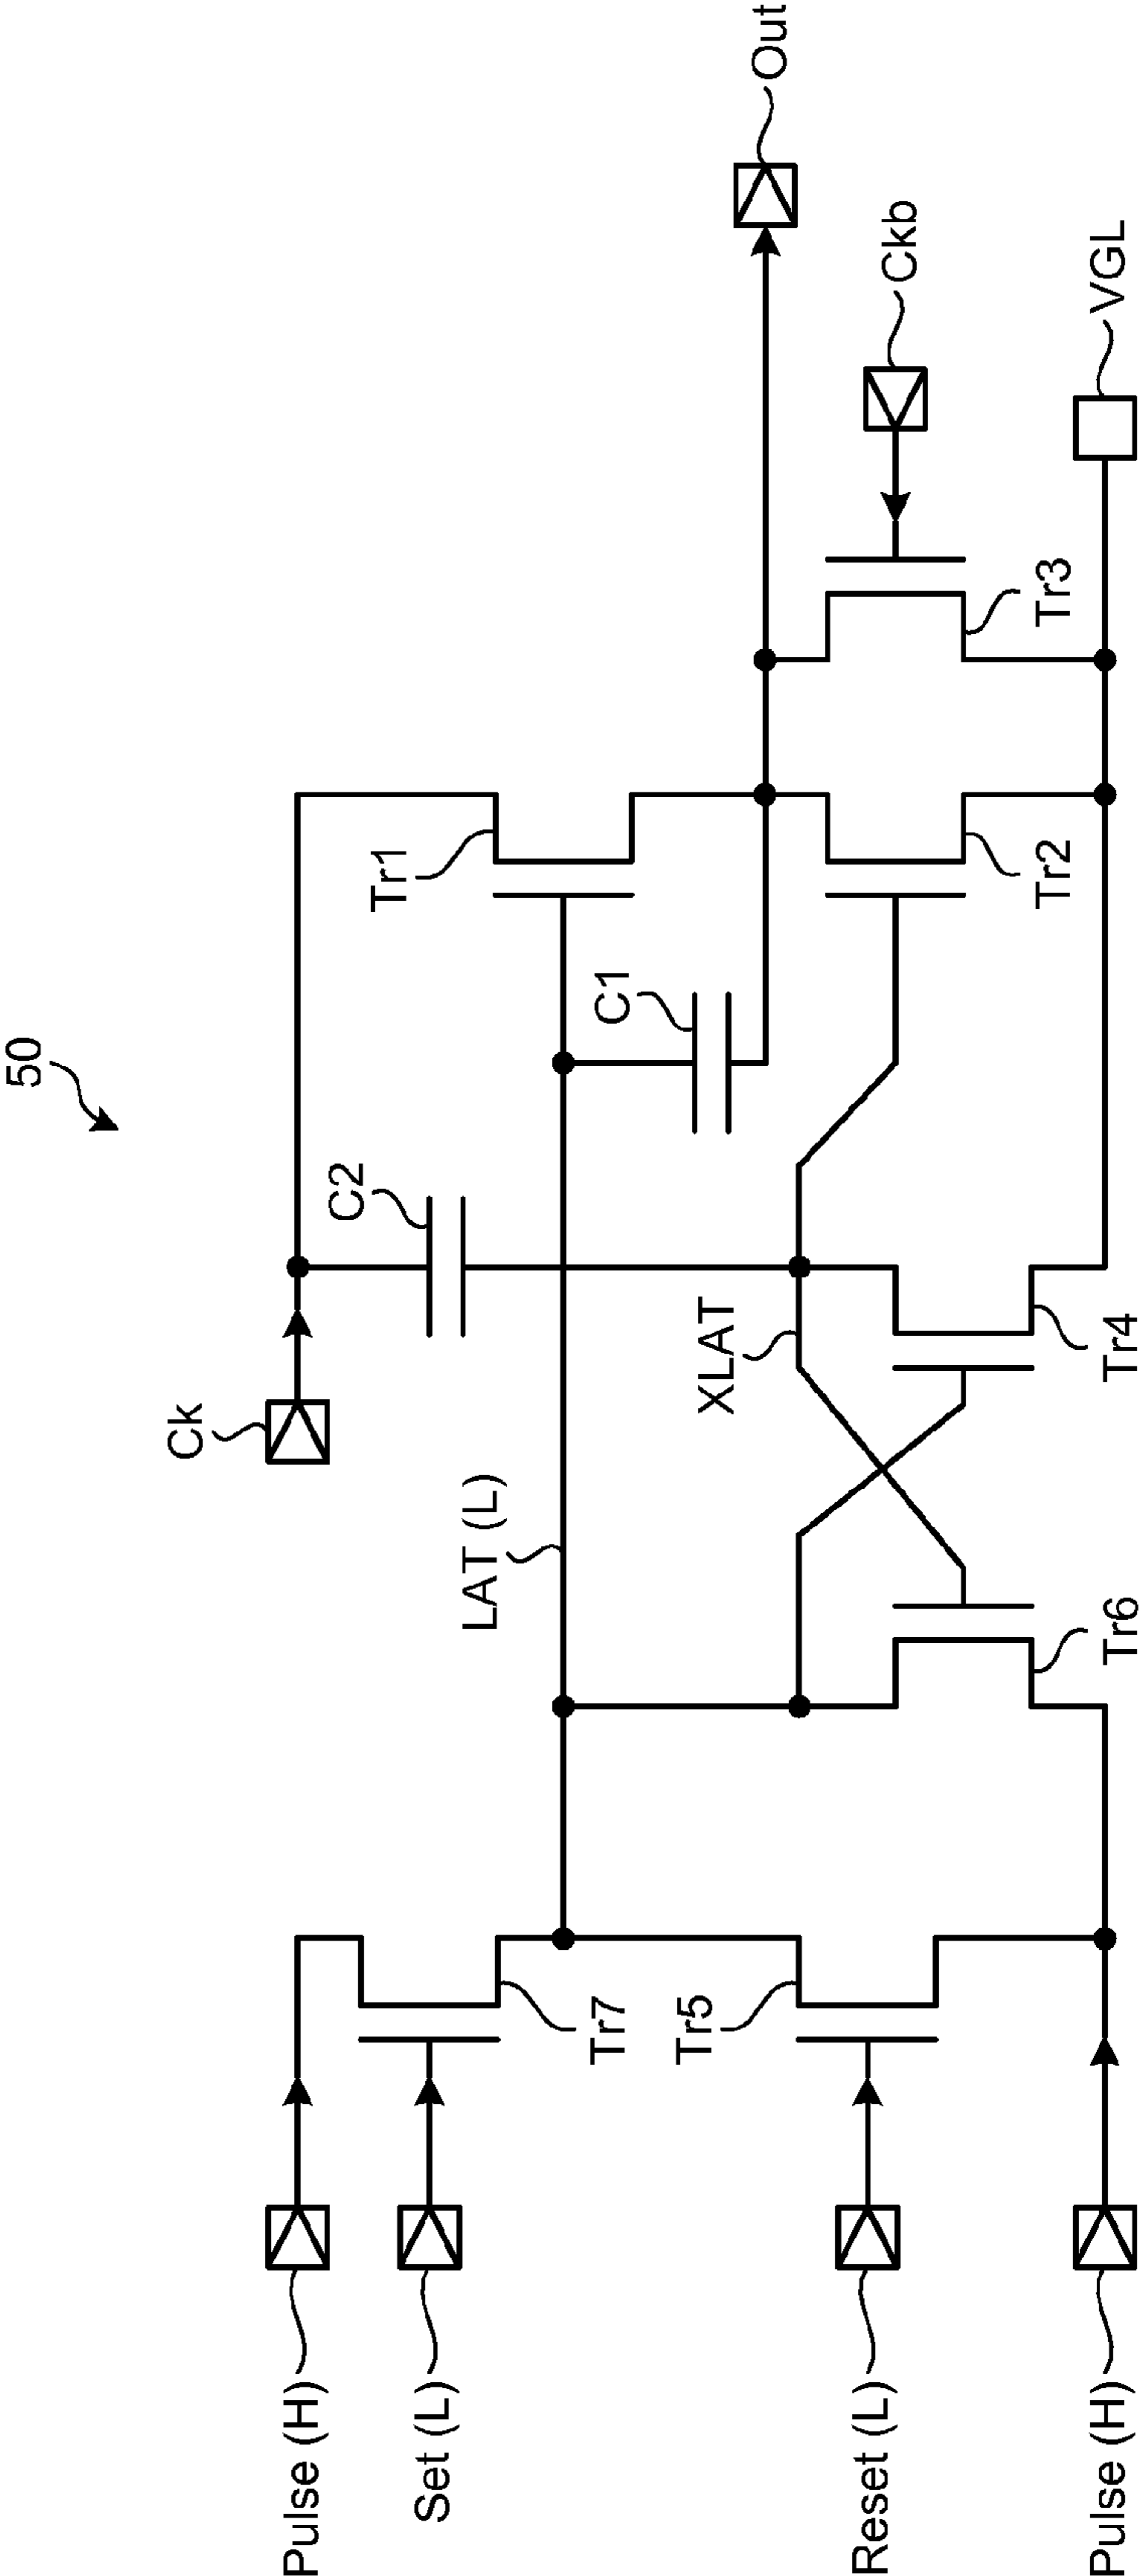 50
Ck
C2
Tr1
Out
LAT (L)
C1
Ckb
Pulse (H)
Set (L)
Tr7
XLAT
Tr5
Reset (L)
Tr3
Tr2
VGL
Tr4
Tr6
Pulse (H)